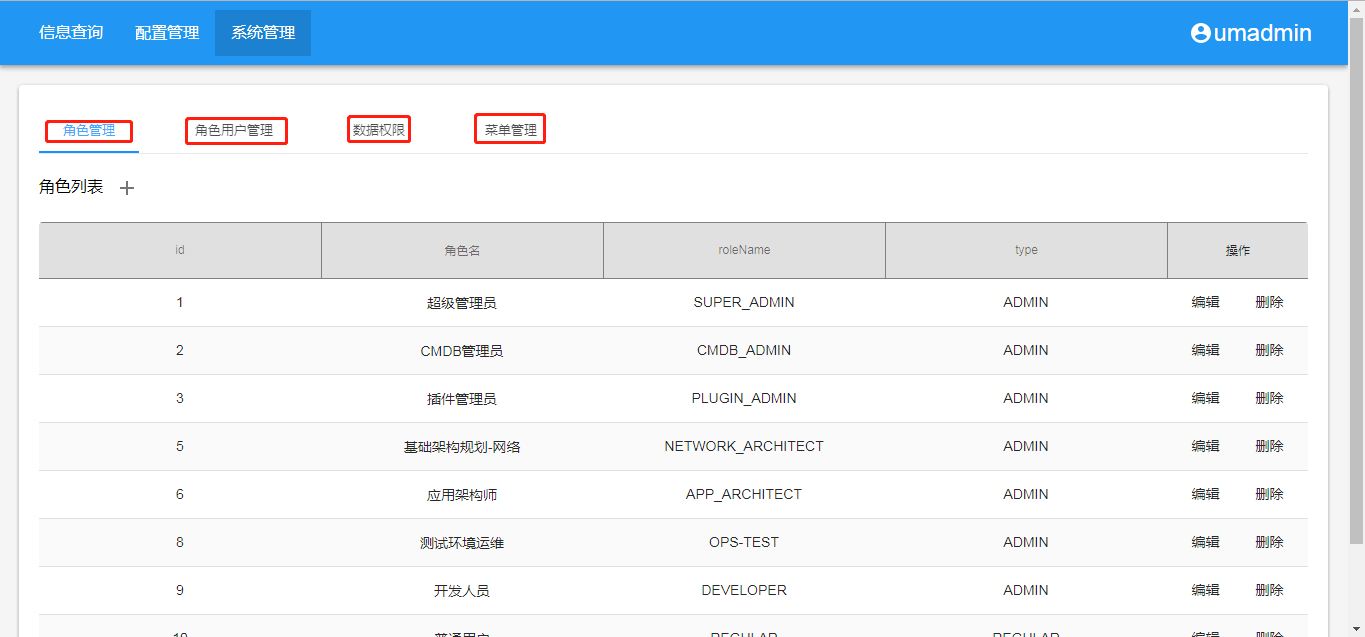 信息查询 配置管理 系统管理 umadmin
角色管理 角色用户管理 数据权限 菜单管理
角色列表 +
id 角色名 roleName type 操作
1 超级管理员 SUPER_ADMIN ADMIN 编辑 删除
2 CMDB管理员 CMDB_ADMIN ADMIN 编辑 删除
3 插件管理员 PLUGIN_ADMIN ADMIN 编辑 删除
5 基础架构规划-网络 NETWORK_ARCHITECT ADMIN 编辑 删除
6 应用架构师 APP_ARCHITECT ADMIN 编辑 删除
8 测试环境运维 OPS-TEST ADMIN 编辑 删除
9 开发人员 DEVELOPER ADMIN 编辑 删除
10 普通用户 REGULAR REGULAR 编辑 删除